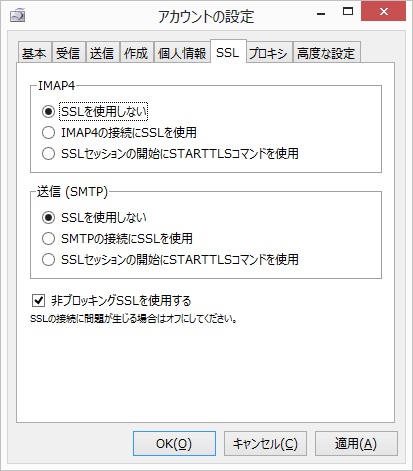 アカウントの設定
基本 受信 送信 作成 個人情報 SSL プロキシ 高度な設定
IMAP4
SSLを使用しない
IMAP4の接続にSSLを使用
SSLセッションの開始にSTARTTLSコマンドを使用
送信 (SMTP)
SSLを使用しない
SMTPの接続にSSLを使用
SSLセッションの開始にSTARTTLSコマンドを使用
非ブロッキングSSLを使用する
SSLの接続に問題が生じる場合はオフにしてください。
OK(O) キャンセル(C) 適用(A)